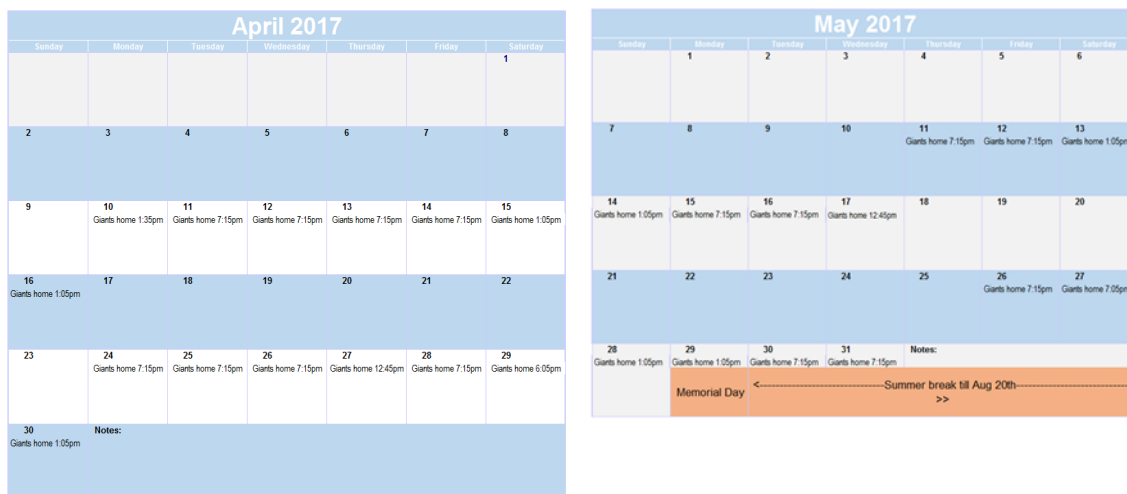 April 2017
Sunday Monday Tuesday Wednesday Thursday Friday Saturday
1
2 3 4 5 6 7 8
9 10 11 12 13 14 15
Giants home 1:35pm Giants home 7:15pm Giants home 7:15pm Giants home 7:15pm Giants home 7:15pm Giants home 1:05pm
16 17 18 19 20 21 22
Giants home 1:05pm
23 24 25 26 27 28 29
Giants home 7:15pm Giants home 7:15pm Giants home 7:15pm Giants home 12:45pm Giants home 7:15pm Giants home 6:05pm
30 Notes:
Giants home 1:05pm
May 2017
Sunday Monday Tuesday Wednesday Thursday Friday Saturday
1 2 3 4 5 6
7 8 9 10 11 12 13
Giants home 7:15pm Giants home 7:15pm Giants home 1:05pm
14 15 16 17 18 19 20
Giants home 1:05pm Giants home 7:15pm Giants home 7:15pm Giants home 12:45pm
21 22 23 24 25 26 27
Giants home 7:15pm Giants home 7:05pm
28 29 30 31 Notes:
Giants home 1:05pm Giants home 1:05pm Giants home 7:15pm Giants home 7:15pm
Memorial Day <------------------------------Summer break till Aug 20th------------------------------
>>